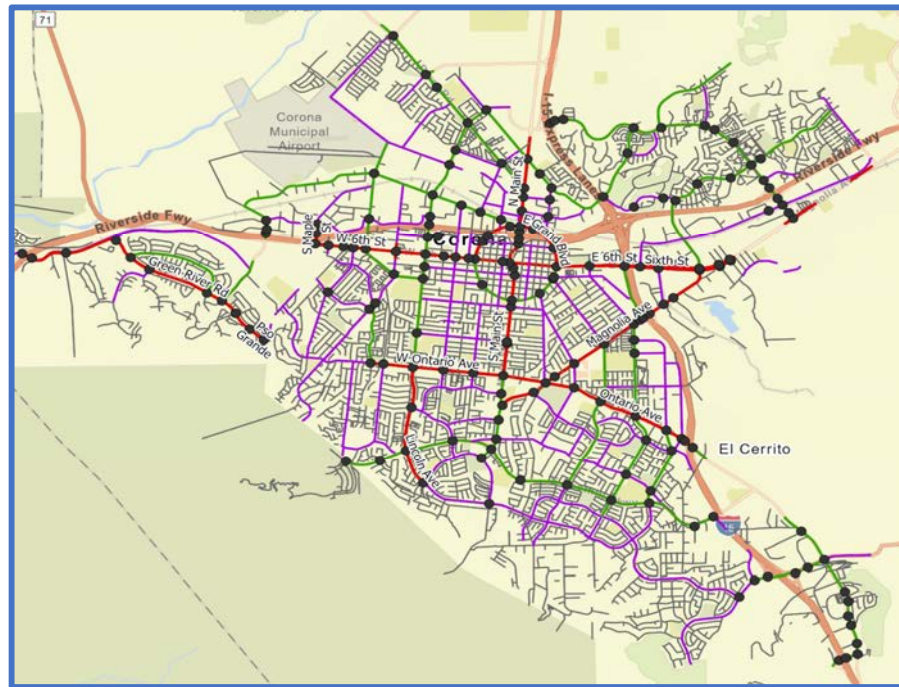 71
Corona
Municipal
Airport
I-15 Express Lanes
Riverside Fwy
Riverside Fwy
N Main St
S Maple
St
W 6th St
Corona
E Grand Blvd
E 6th St
Sixth St
Green River Rd
Pso
Grande
Magnolia Ave
S Main St
W Ontario Ave
Ontario Ave
Lincoln Ave
El Cerrito